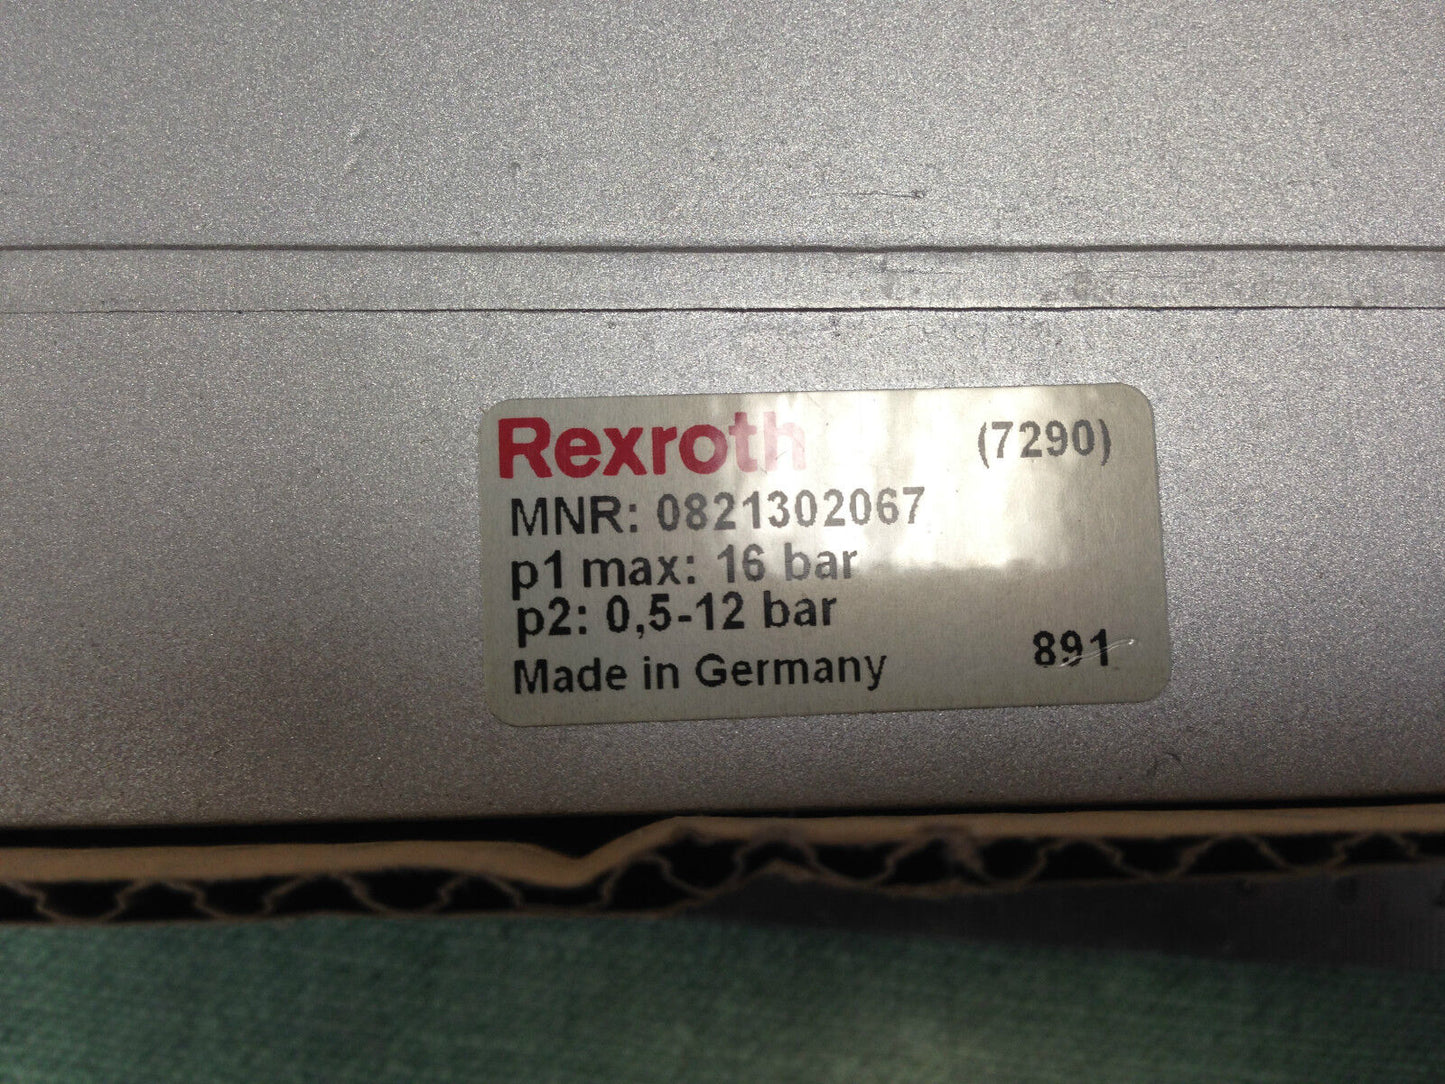 Rexroth (7290)
MNR: 0821302067
p1 max: 16 bar
p2: 0,5-12 bar
Made in Germany 891